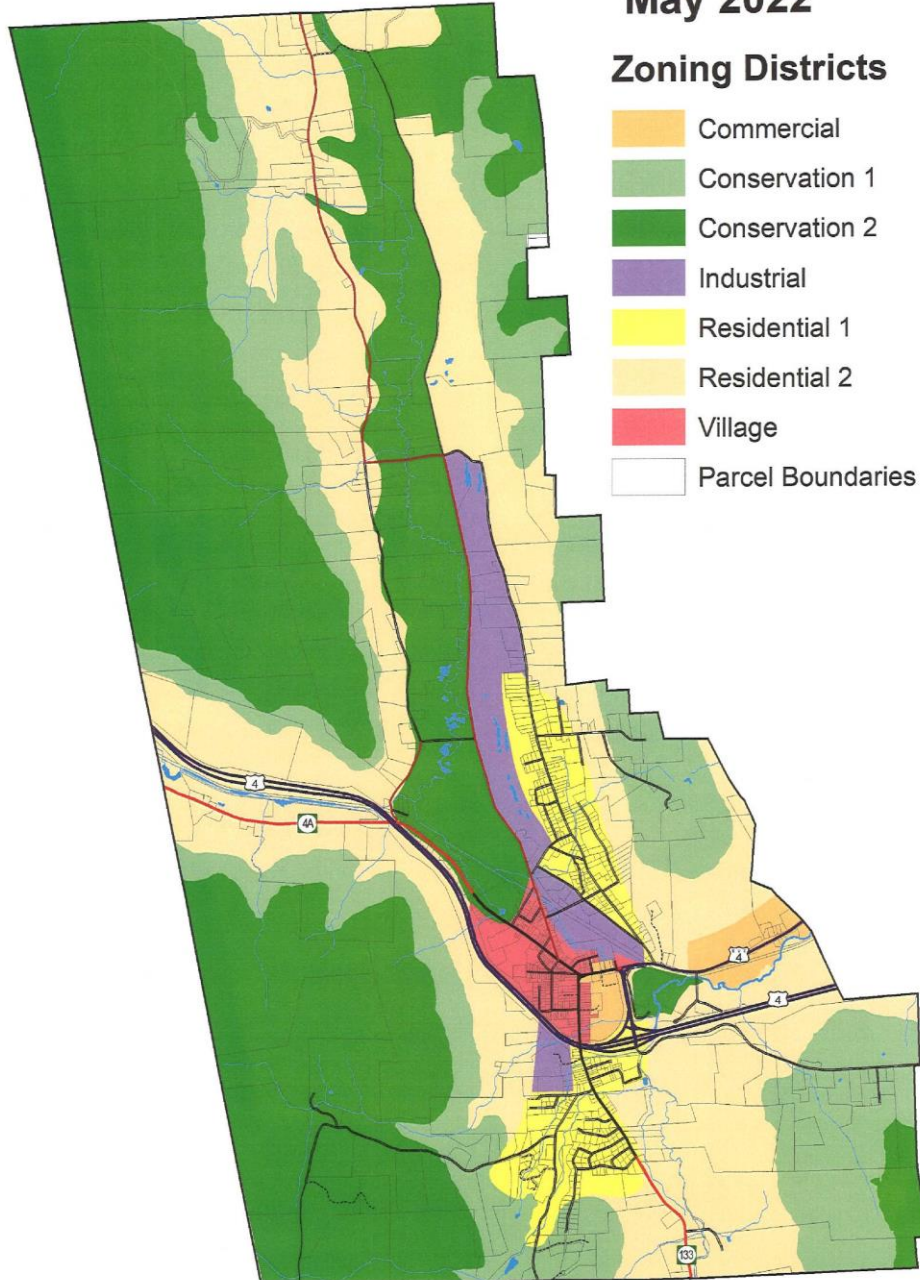 May 2022
Zoning Districts
Commercial
Conservation 1
Conservation 2
Industrial
Residential 1
Residential 2
Village
Parcel Boundaries
4
4A
4
4
133